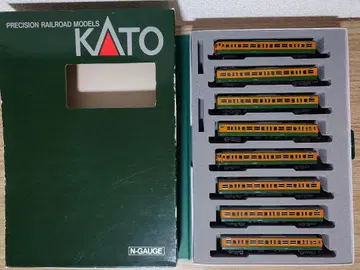 PRECISION RAILROAD MODELS
KATO
N-GAUGE